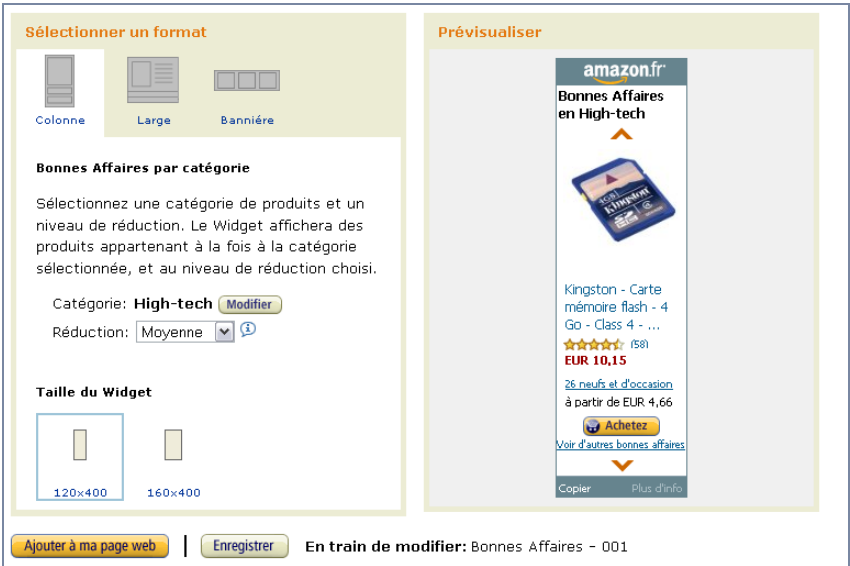 Sélectionner un format
Colonne
Large
Banniére
Bonnes Affaires par catégorie
Sélectionnez une catégorie de produits et un
niveau de réduction. Le Widget affichera des
produits appartenant à la fois à la catégorie
sélectionnée, et au niveau de réduction choisi.
Catégorie: High-tech Modifier
Réduction: Moyenne
Taille du Widget
120x400
160x400
Prévisualiser
amazon.fr
Bonnes Affaires
en High-tech
4GB
Kingston
Kingston - Carte
mémoire flash - 4
Go - Class 4 - ...
(58)
EUR 10,15
26 neufs et d'occasion
à partir de EUR 4,66
Achetez
Voir d'autres bonnes affaires
Copier Plus d'info
Ajouter à ma page web | Enregistrer En train de modifier: Bonnes Affaires - 001